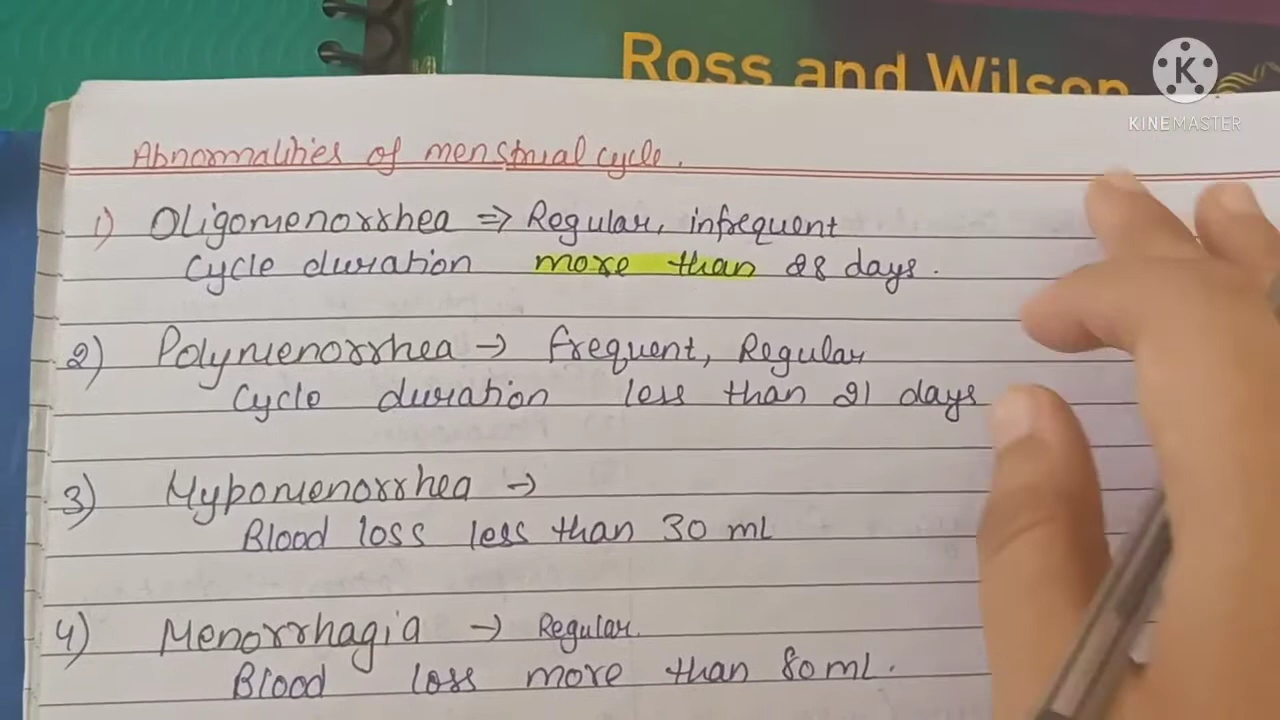 Ross and Wilson
KINEMASTER
Abnormalities of menstrual cycle.
1) Oligomenorrhea ⇒ Regular, infrequent
Cycle duration more than 28 days.
2) Polymenorrhea → frequent, Regular
Cycle duration less than 21 days
3) Hypomenorrhea →
Blood loss less than 30 ml
4) Menorrhagia → Regular.
Blood loss more than 80ml.